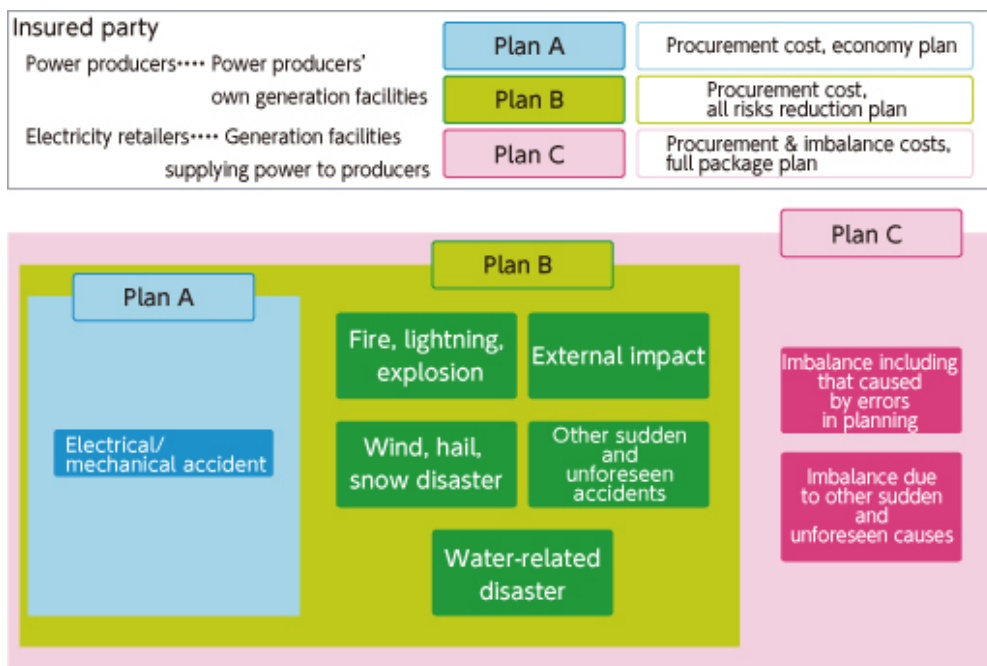 Insured party
Power producers···· Power producers'
own generation facilities
Electricity retailers···· Generation facilities
supplying power to producers
Plan A
Procurement cost, economy plan
Plan B
Procurement cost,
all risks reduction plan
Plan C
Procurement & imbalance costs,
full package plan
Plan C
Plan B
Plan A
Fire, lightning,
explosion
External impact
Imbalance including
that caused
by errors
in planning
Electrical/
mechanical accident
Wind, hail,
snow disaster
Other sudden
and
unforeseen
accidents
Imbalance due
to other sudden
and
unforeseen causes
Water-related
disaster